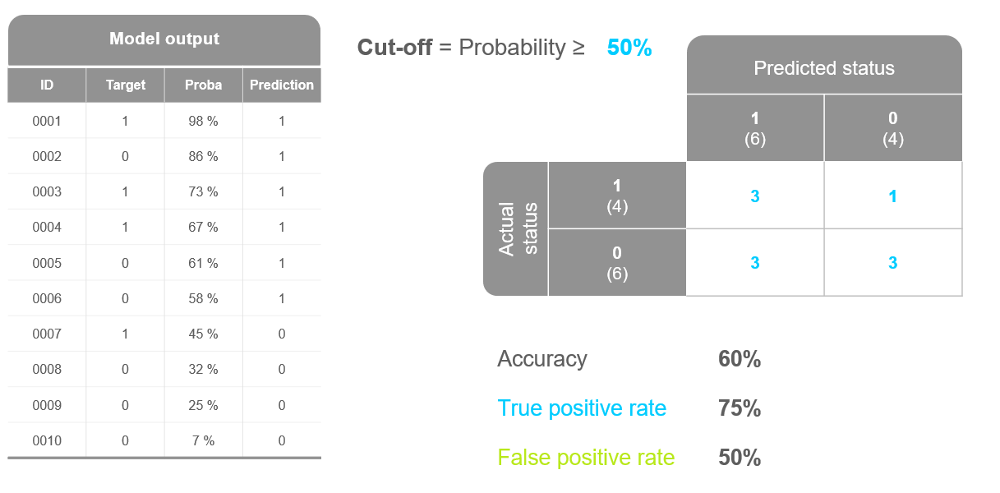 Model output
ID Target Proba Prediction
0001 1 98 % 1
0002 0 86 % 1
0003 1 73 % 1
0004 1 67 % 1
0005 0 61 % 1
0006 0 58 % 1
0007 1 45 % 0
0008 0 32 % 0
0009 0 25 % 0
0010 0 7 % 0
Cut-off = Probability ≥ 50%
Predicted status
1 0
(6) (4)
Actual
status
1
(4)
3 1
0
(6)
3 3
Accuracy 60%
True positive rate 75%
False positive rate 50%